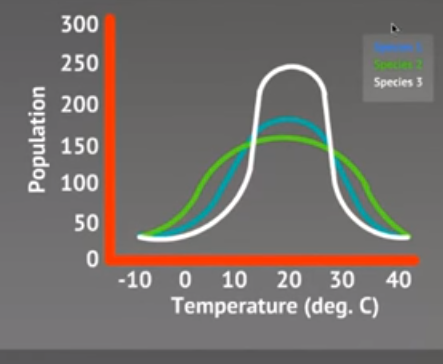 300
250
200
150
100
50
0
Population
-10 0 10 20 30 40
Temperature (deg. C)
Species 1
Species 2
Species 3